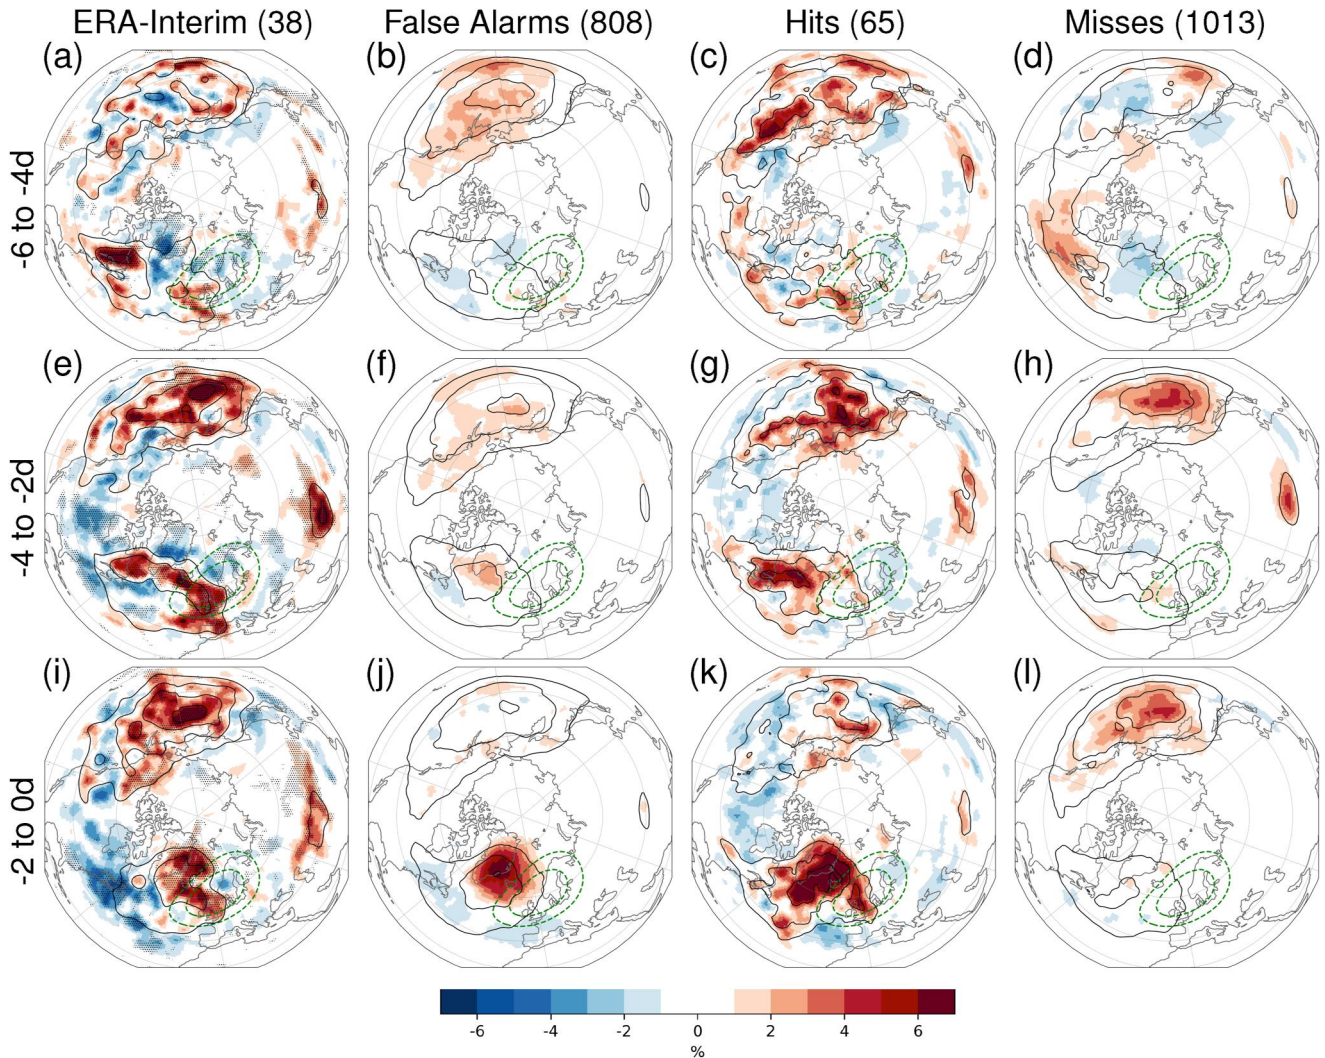 ERA-Interim (38) False Alarms (808) Hits (65) Misses (1013)
(a) (b) (c) (d)
-6 to -4d
(e) (f) (g) (h)
-4 to -2d
(i) (j) (k) (l)
-2 to 0d
-6 -4 -2 0 2 4 6
%